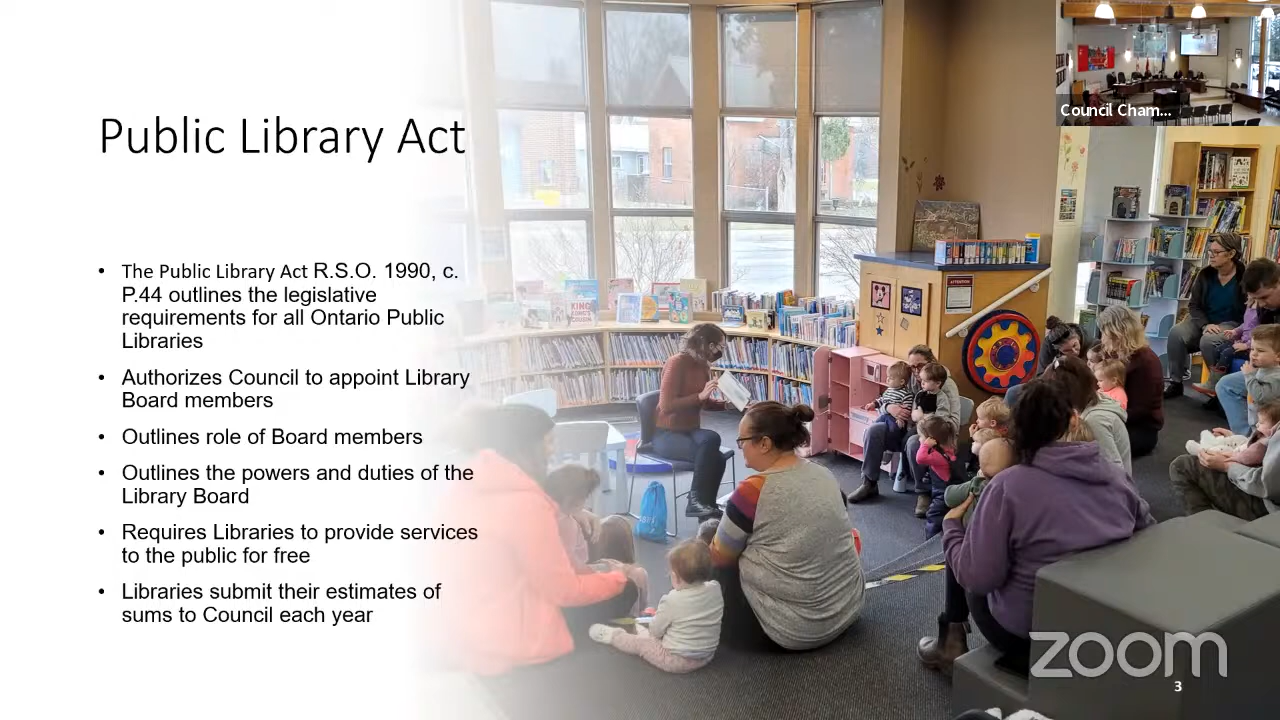 Public Library Act
• The Public Library Act R.S.O. 1990, c.
P.44 outlines the legislative
requirements for all Ontario Public
Libraries
• Authorizes Council to appoint Library
Board members
• Outlines role of Board members
• Outlines the powers and duties of the
Library Board
• Requires Libraries to provide services
to the public for free
• Libraries submit their estimates of
sums to Council each year
Council Cham...
KING
ATTENTION
zoom
3